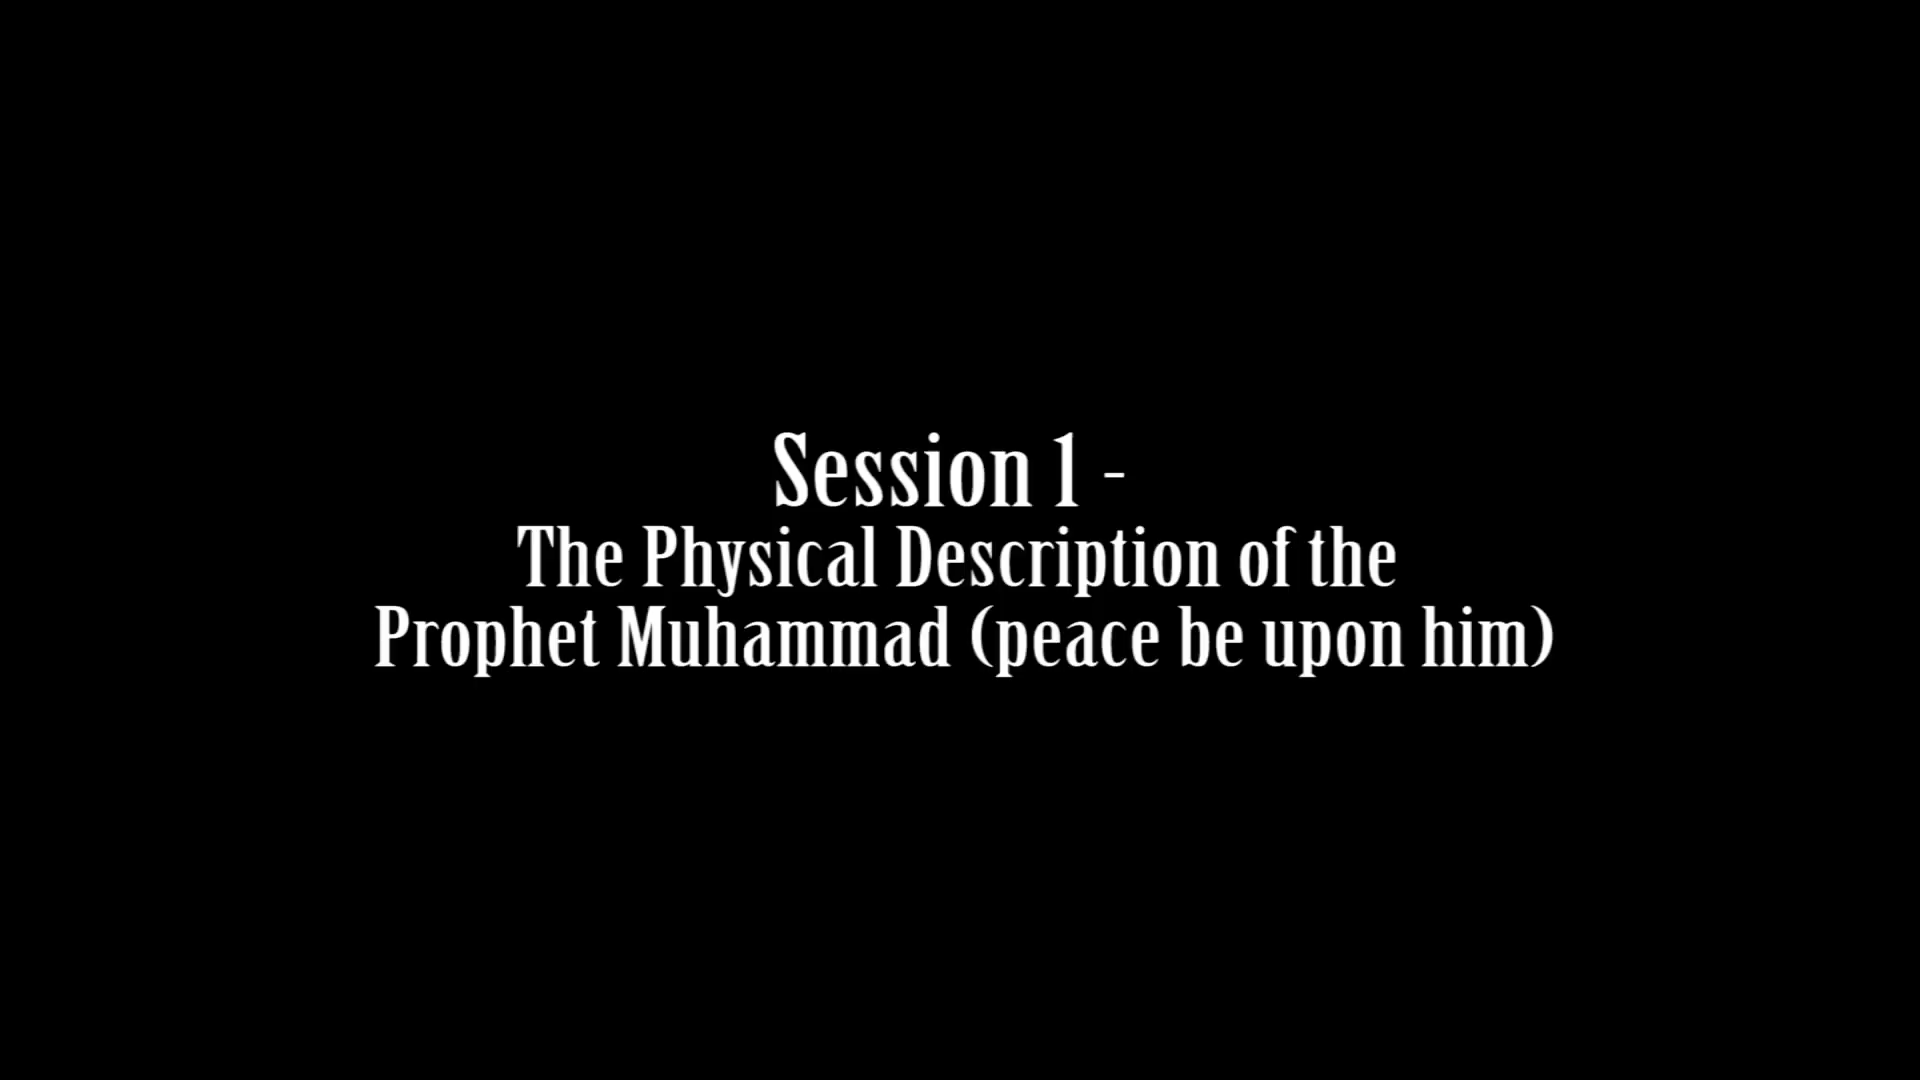 Session 1 -
The Physical Description of the
Prophet Muhammad (peace be upon him)